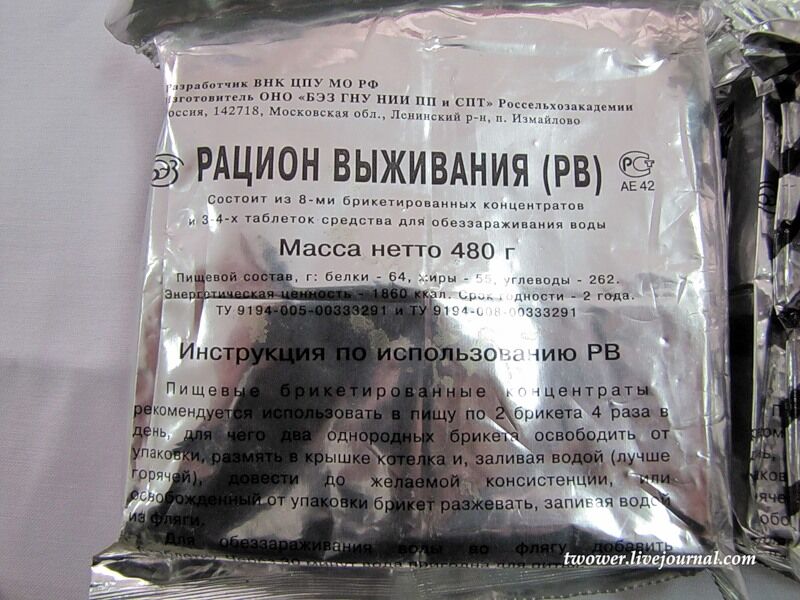 Разработчик ВНК ЦПУ МО РФ
Изготовитель ОНО «БЭЗ ГНУ НИИ ПП и СПТ» Россельхозакадемии
Россия, 142718, Московская обл., Ленинский р-н, п. Измайлово
БЭЗ РАЦИОН ВЫЖИВАНИЯ (РВ) РСТ
АЕ 42
Состоит из 8-ми брикетированных концентратов
и 3-4-х таблеток средства для обеззараживания воды
Масса нетто 480 г
Пищевой состав, г: белки - 64, жиры - 55, углеводы - 262.
Энергетическая ценность - 1860 ккал. Срок годности - 2 года.
ТУ 9194-005-00333291 и ТУ 9194-008-00333291
Инструкция по использованию РВ
Пищевые брикетированные концентраты
рекомендуется использовать в пищу по 2 брикета 4 раза в
день, для чего два однородных брикета освободить от
упаковки, размять в крышке котелка и, заливая водой (лучше
горячей), довести до желаемой консистенции, или
освобожденный от упаковки брикет разжевать, запивая водой
из фляги.
Для обеззараживания воды во флягу добавить
twower.livejournal.com